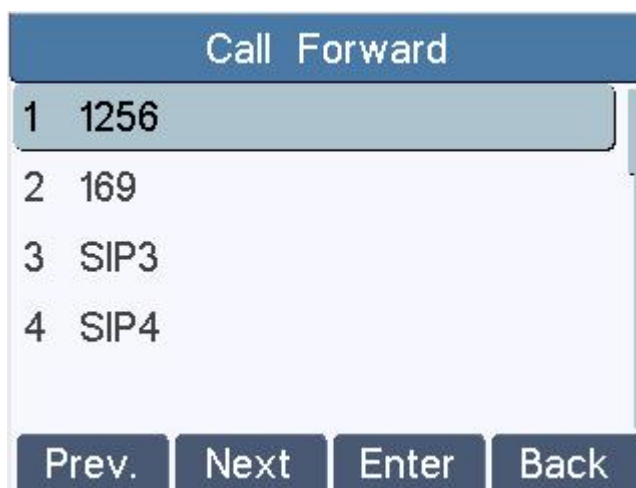 Call Forward
1 1256
2 169
3 SIP3
4 SIP4
Prev. Next Enter Back